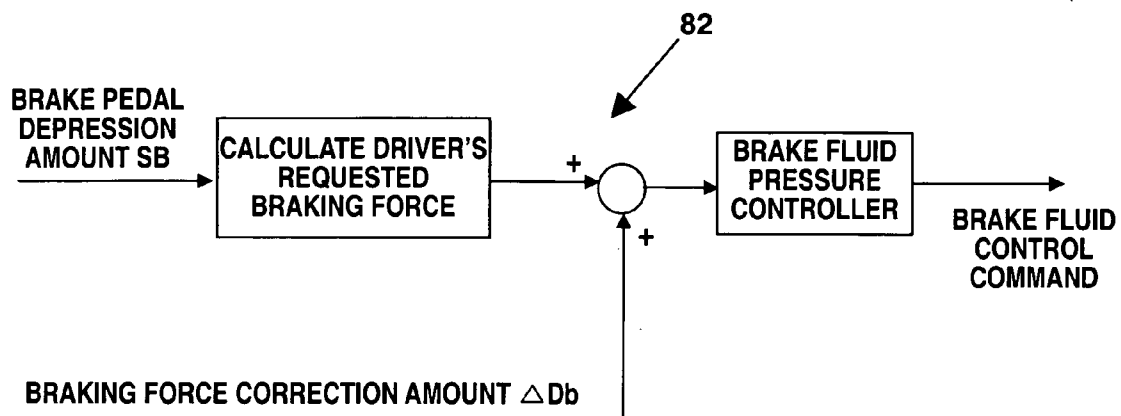 82
BRAKE PEDAL
DEPRESSION
AMOUNT SB
CALCULATE DRIVER'S
REQUESTED
BRAKING FORCE
+
+
BRAKE FLUID
PRESSURE
CONTROLLER
BRAKE FLUID
CONTROL
COMMAND
BRAKING FORCE CORRECTION AMOUNT △Db